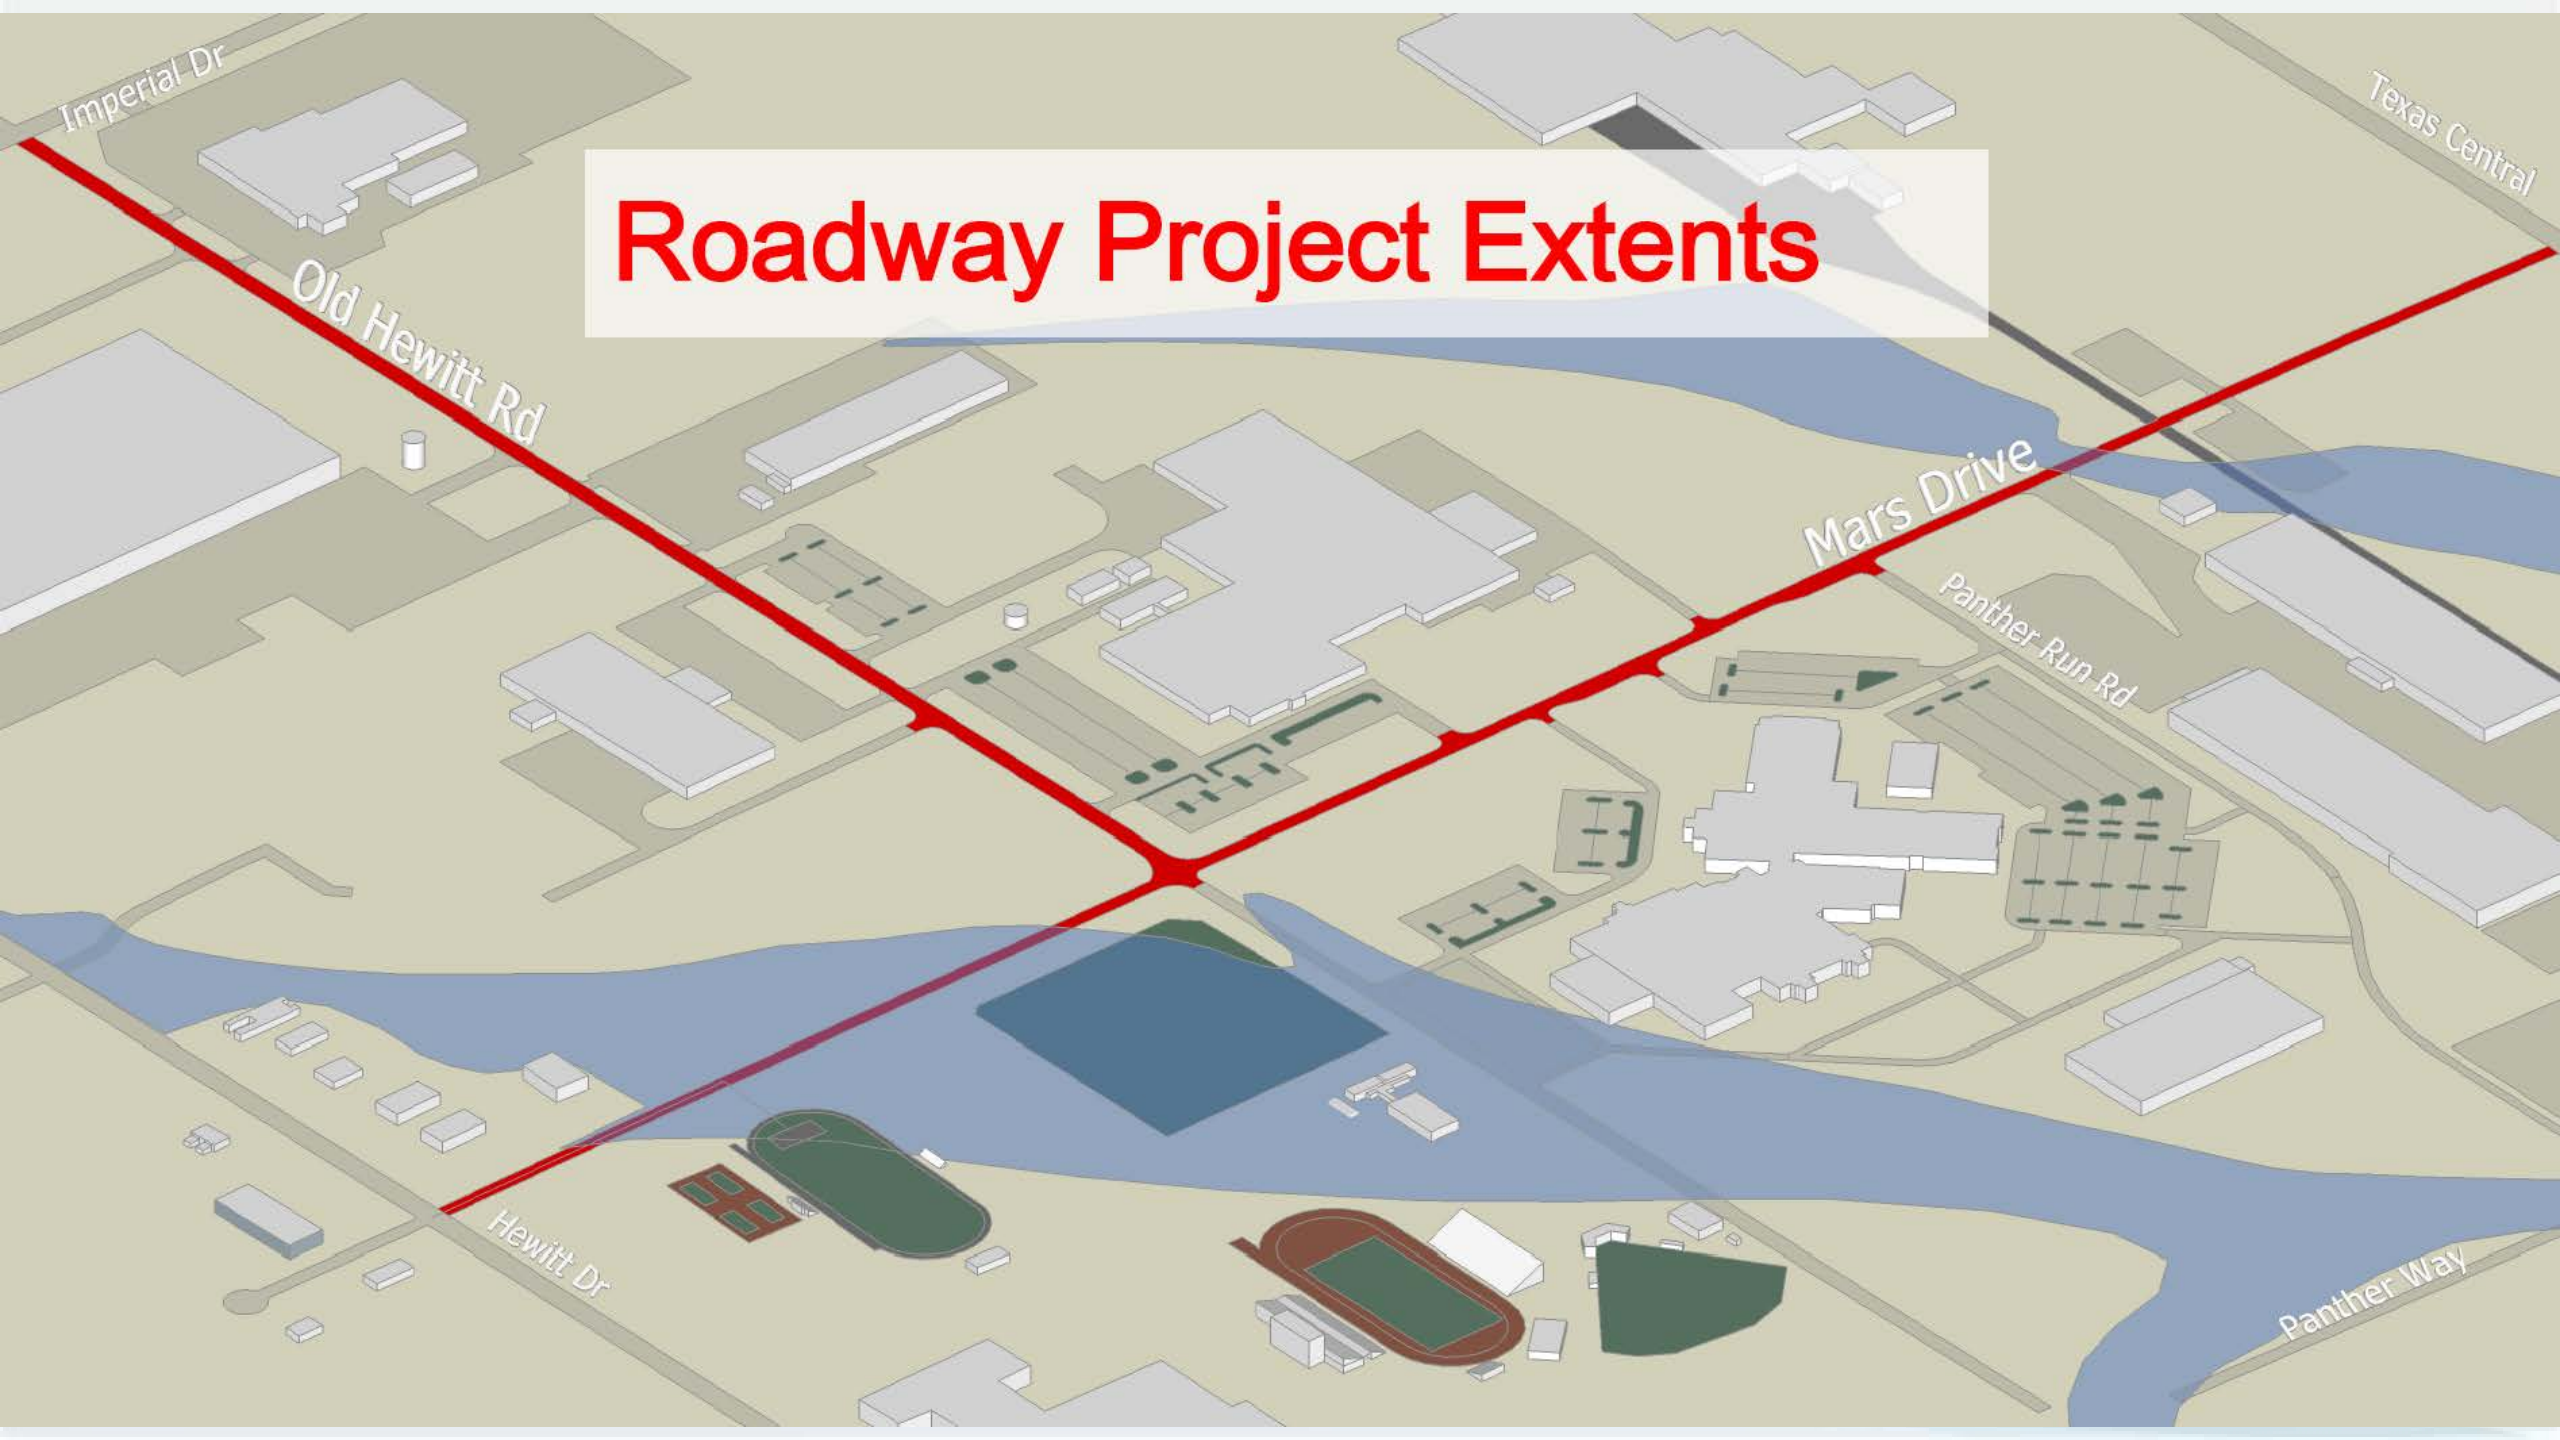 Imperial Dr
Texas Central
Roadway Project Extents
Old Hewitt Rd
Mars Drive
Panther Run Rd
Hewitt Dr
Panther Way